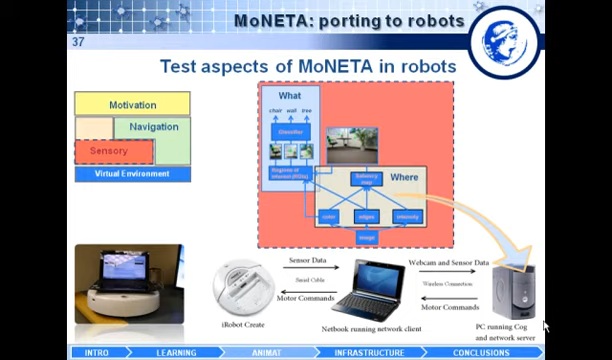 MoNETA: porting to robots
37
Test aspects of MoNETA in robots
Motivation
Navigation
Sensory
Virtual Environment
What
chair wall tree
Classifier
Regions of
Interest (ROIs)
Where
Saliency
map
color
edges
intensity
image
Sensor Data
Serial Cable
Motor Commands
Webcam and Sensor Data
Wireless Connection
Motor Commands
iRobot Create
Netbook running network client
PC running Cog
and network server
INTRO
LEARNING
ANIMAT
INFRASTRUCTURE
CONCLUSIONS